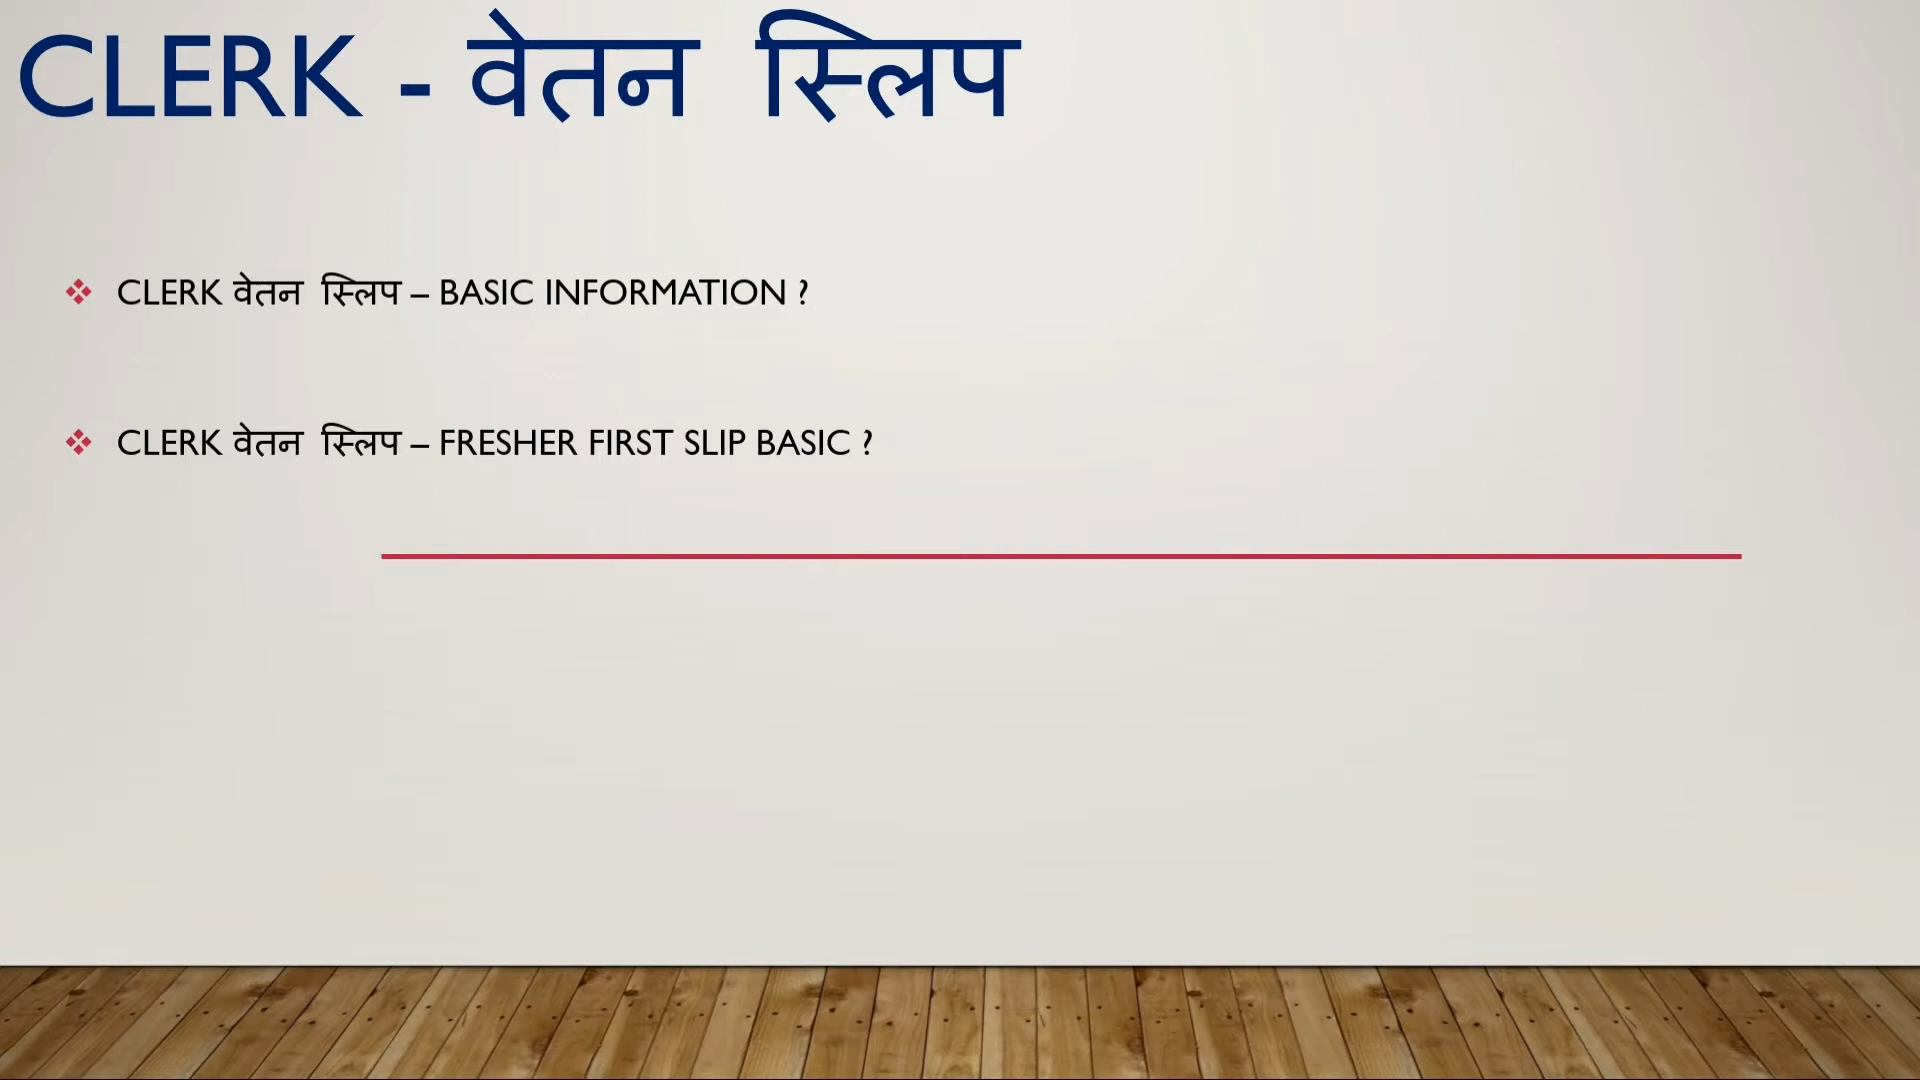 CLERK - वेतन स्लिप
CLERK वेतन स्लिप – BASIC INFORMATION ?
CLERK वेतन स्लिप – FRESHER FIRST SLIP BASIC ?